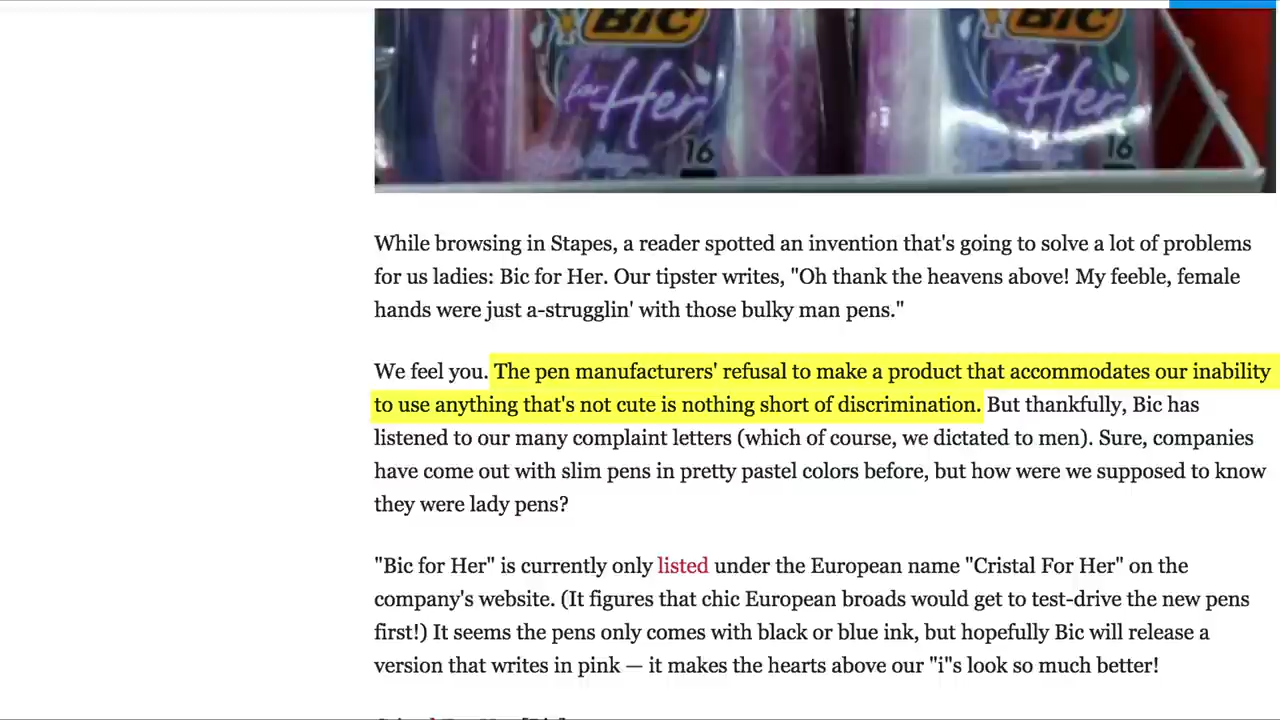 BIC BIC
for Her for Her
16 16
While browsing in Stapes, a reader spotted an invention that's going to solve a lot of problems
for us ladies: Bic for Her. Our tipster writes, "Oh thank the heavens above! My feeble, female
hands were just a-strugglin' with those bulky man pens."
We feel you. The pen manufacturers' refusal to make a product that accommodates our inability
to use anything that's not cute is nothing short of discrimination. But thankfully, Bic has
listened to our many complaint letters (which of course, we dictated to men). Sure, companies
have come out with slim pens in pretty pastel colors before, but how were we supposed to know
they were lady pens?
"Bic for Her" is currently only listed under the European name "Cristal For Her" on the
company's website. (It figures that chic European broads would get to test-drive the new pens
first!) It seems the pens only comes with black or blue ink, but hopefully Bic will release a
version that writes in pink — it makes the hearts above our "i"s look so much better!